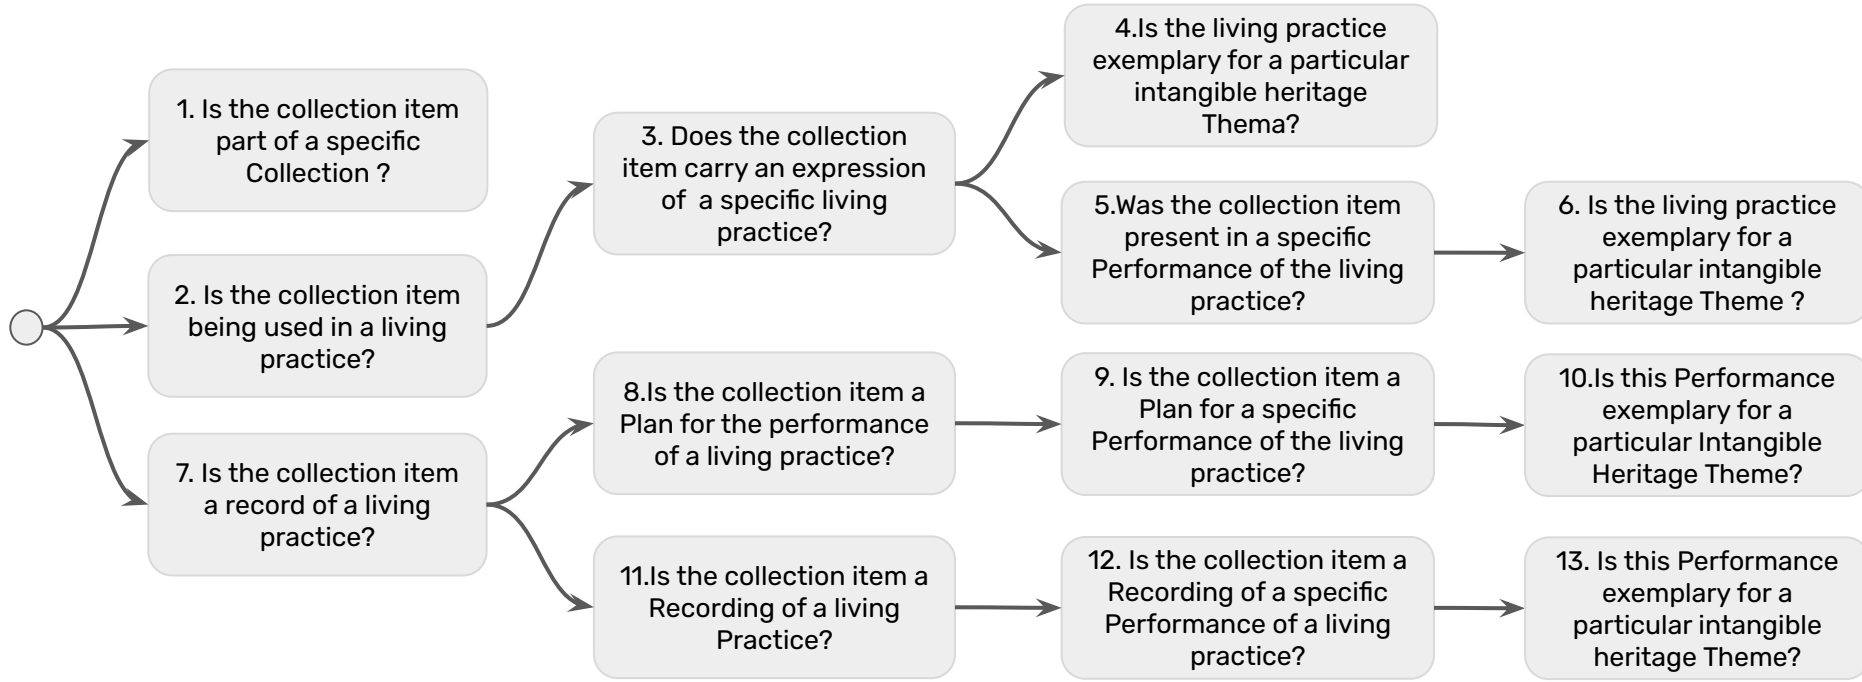 1. Is the collection item
part of a specific
Collection ?
2. Is the collection item
being used in a living
practice?
3. Does the collection
item carry an expression
of  a specific living
practice?
4.Is the living practice
exemplary for a particular
intangible heritage
Thema?
5.Was the collection item
present in a specific
Performance of the living
practice?
6. Is the living practice
exemplary for a
particular intangible
heritage Theme ?
7. Is the collection item
a record of a living
practice?
8.Is the collection item a
Plan for the performance
of a living practice?
9. Is the collection item a
Plan for a specific
Performance of the living
practice?
10.Is this Performance
exemplary for a
particular Intangible
Heritage Theme?
11.Is the collection item a
Recording of a living
Practice?
12. Is the collection item a
Recording of a specific
Performance of a living
practice?
13. Is this Performance
exemplary for a
particular intangible
heritage Theme?